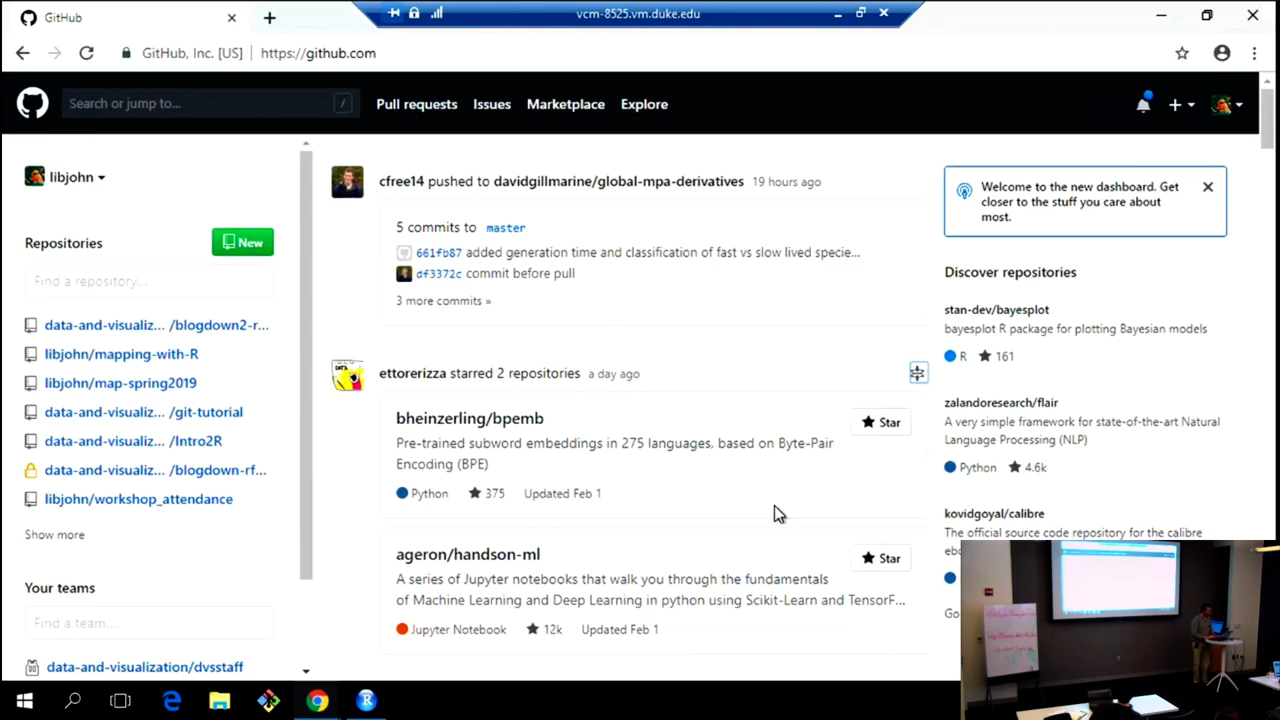 GitHub
vcm-8525.vm.duke.edu
GitHub, Inc. [US]
https://github.com
Search or jump to...
/
Pull requests
Issues
Marketplace
Explore
libjohn
Repositories
New
Find a repository...
data-and-visualiz... /blogdown2-r...
libjohn/mapping-with-R
libjohn/map-spring2019
data-and-visualiz... /git-tutorial
data-and-visualiz... /Intro2R
data-and-visualiz... /blogdown-rf...
libjohn/workshop_attendance
Show more
Your teams
Find a team...
data-and-visualization/dvsstaff
cfree14 pushed to davidgillmarine/global-mpa-derivatives 19 hours ago
5 commits to master
661fb87 added generation time and classification of fast vs slow lived specie...
df3372c commit before pull
3 more commits »
ettorerizza starred 2 repositories a day ago
bheinzerling/bpemb
Star
Pre-trained subword embeddings in 275 languages, based on Byte-Pair
Encoding (BPE)
Python 375 Updated Feb 1
ageron/handson-ml
Star
A series of Jupyter notebooks that walk you through the fundamentals
of Machine Learning and Deep Learning in python using Scikit-Learn and TensorF...
Jupyter Notebook 12k Updated Feb 1
Welcome to the new dashboard. Get
closer to the stuff you care about
most.
Discover repositories
stan-dev/bayesplot
bayesplot R package for plotting Bayesian models
R 161
zalandoresearch/flair
A very simple framework for state-of-the-art Natural
Language Processing (NLP)
Python 4.6k
kovidgoyal/calibre
The official source code repository for the calibre